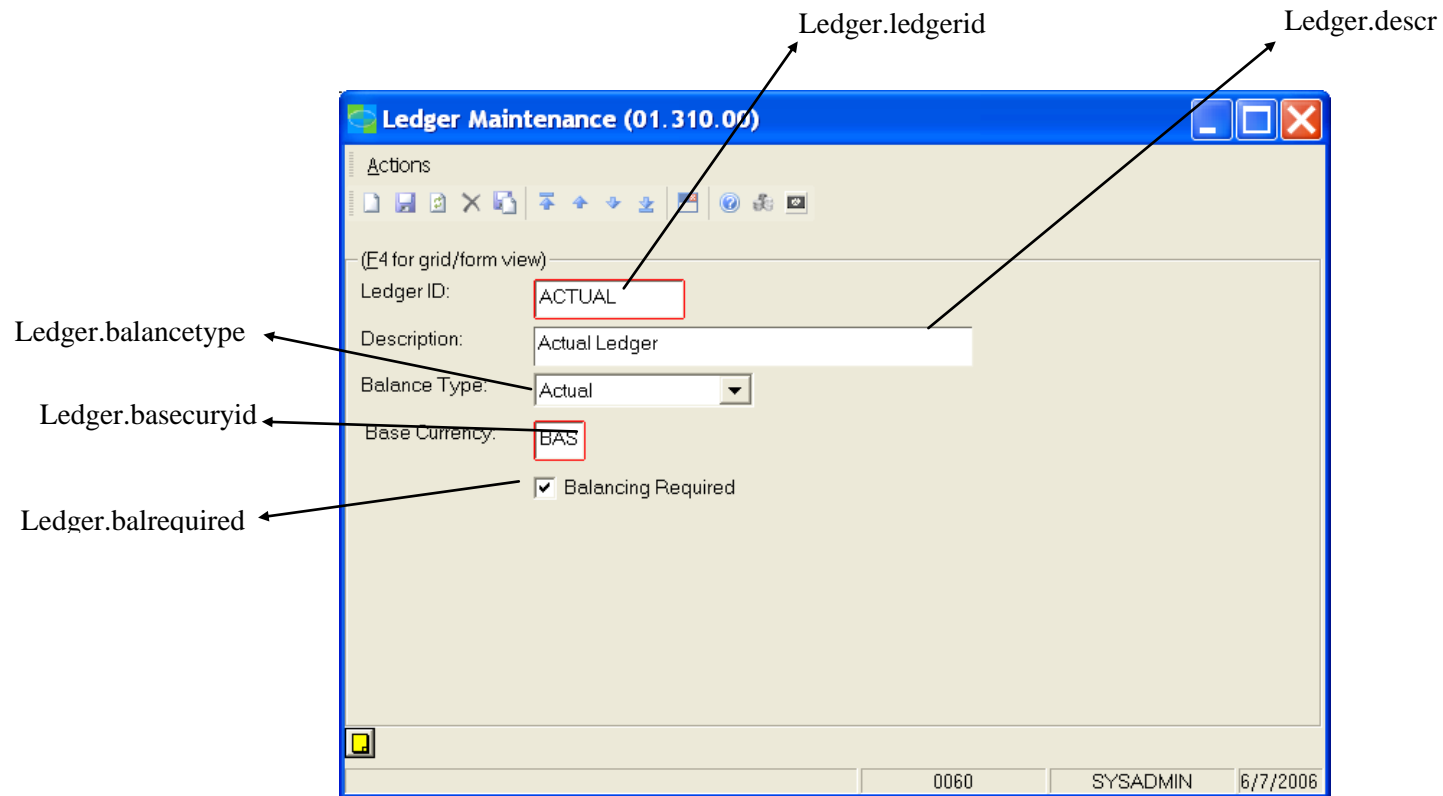 Ledger.ledgerid
Ledger.descr
Ledger Maintenance (01.310.00)
Actions
(F4 for grid/form view)
Ledger ID:
ACTUAL
Description:
Actual Ledger
Ledger.balancetype
Balance Type:
Actual
Ledger.basecuryid
Base Currency:
BAS
Balancing Required
Ledger.balrequired
0060
SYSADMIN
6/7/2006